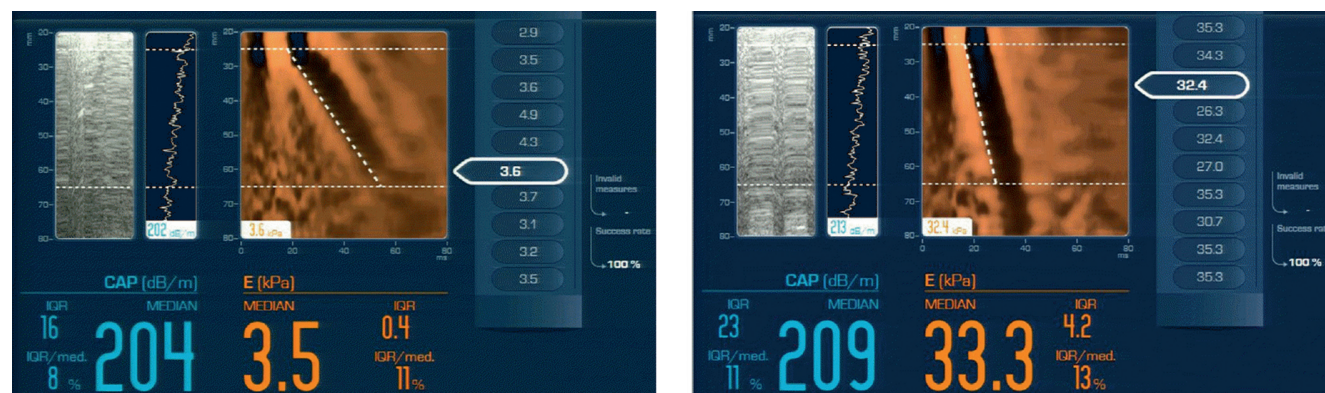 mm
20-
30-
40-
50-
60-
70-
80-
202 dB/m
mm
20-
30-
40-
50-
60-
70-
80-
3.6 kPa
0 20 40 60 80
ms
2.9
3.5
3.6
4.9
4.3
3.6
3.7
3.1
3.2
3.5
Invalid
measures
-
Success rate
100 %
CAP (dB/m)
IQR MEDIAN
16 204
IQR/med.
8 %
E (kPa)
MEDIAN IQR
3.5 0.4
IQR/med.
11 %
mm
20-
30-
40-
50-
60-
70-
80-
213 dB/m
mm
20-
30-
40-
50-
60-
70-
80-
32.4 kPa
0 20 40 60 80
ms
35.3
34.3
32.4
26.3
32.4
27.0
35.3
30.7
35.3
35.3
Invalid
measures
-
Success rate
100 %
CAP (dB/m)
IQR MEDIAN
23 209
IQR/med.
11 %
E (kPa)
MEDIAN IQR
33.3 4.2
IQR/med.
13 %